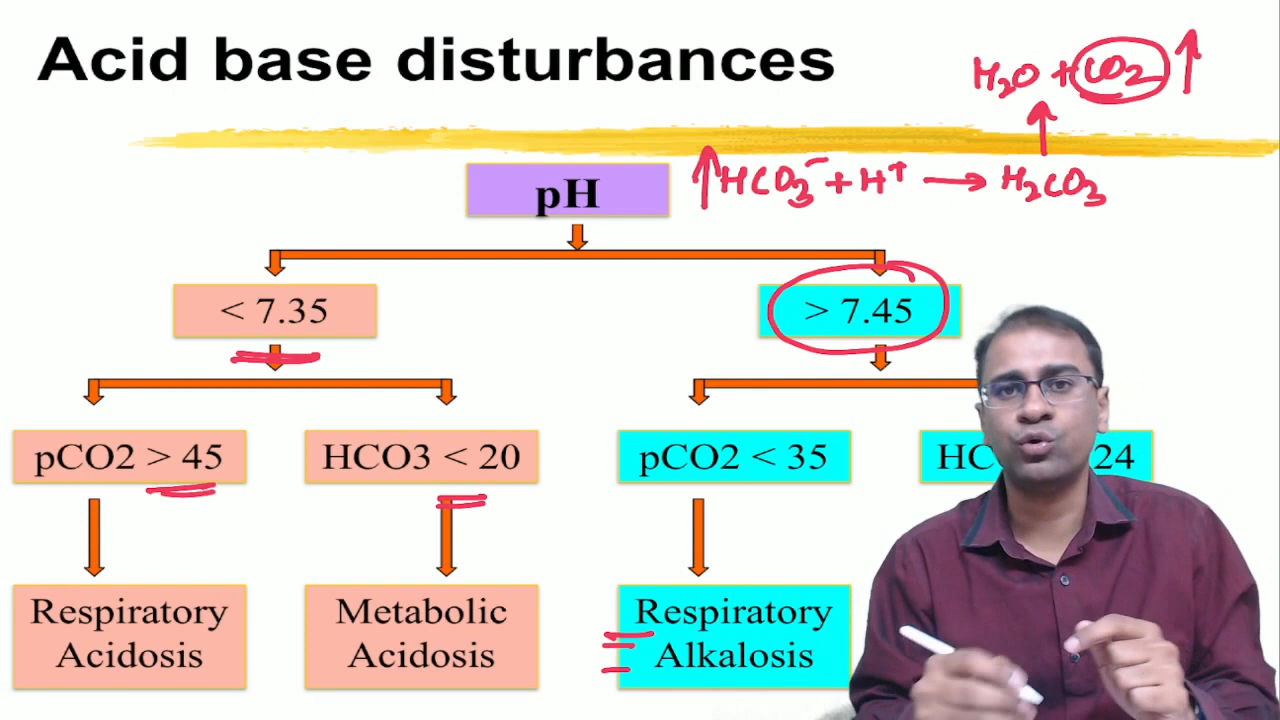 Acid base disturbances
H₂O + CO₂ ↑
↑
pH
↑HCO₃⁻ + H⁺ → H₂CO₃
< 7.35
> 7.45
pCO2 > 45
HCO3 < 20
pCO2 < 35
HC
24
Respiratory
Acidosis
Metabolic
Acidosis
Respiratory
Alkalosis